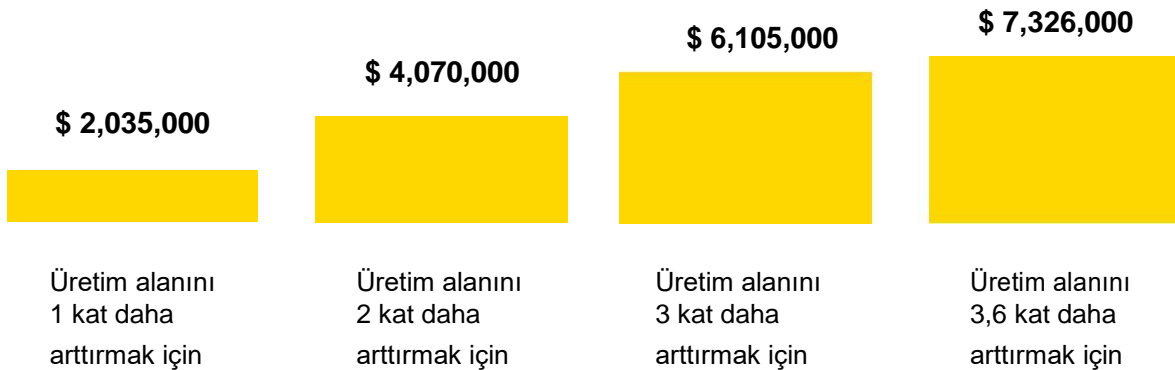 $ 2,035,000
Üretim alanını
1 kat daha
arttırmak için
$ 4,070,000
Üretim alanını
2 kat daha
arttırmak için
$ 6,105,000
Üretim alanını
3 kat daha
arttırmak için
$ 7,326,000
Üretim alanını
3,6 kat daha
arttırmak için